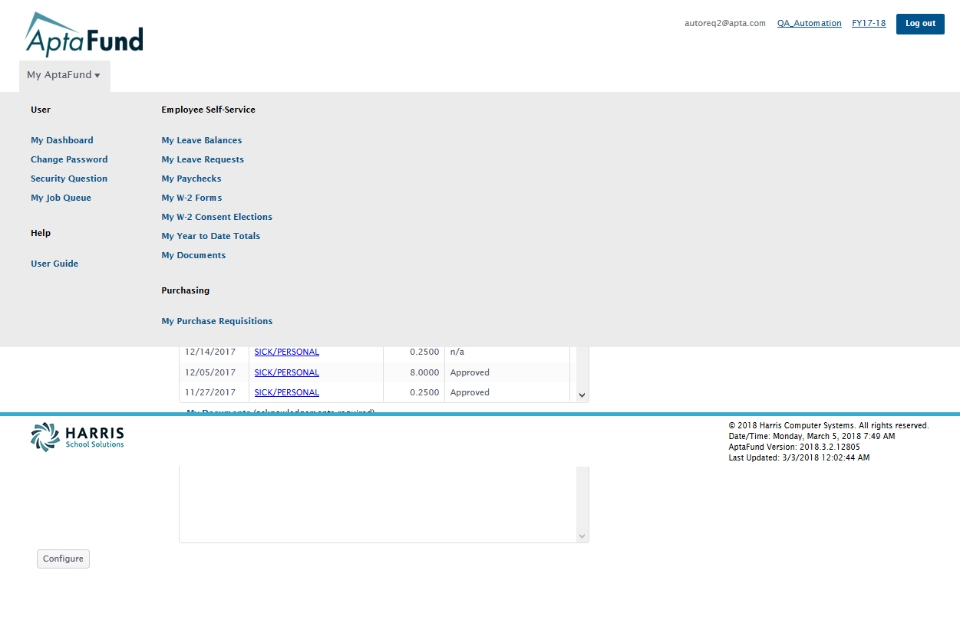 AptaFund
autoreq2@apta.com QA_Automation FY17-18 Log out
My AptaFund ▾
User
My Dashboard
Change Password
Security Question
My Job Queue
Help
User Guide
Employee Self-Service
My Leave Balances
My Leave Requests
My Paychecks
My W-2 Forms
My W-2 Consent Elections
My Year to Date Totals
My Documents
Purchasing
My Purchase Requisitions
12/14/2017 SICK/PERSONAL 0.2500 n/a
12/05/2017 SICK/PERSONAL 8.0000 Approved
11/27/2017 SICK/PERSONAL 0.2500 Approved
My Documents (acknowledgements required)
HARRIS
School Solutions
© 2018 Harris Computer Systems. All rights reserved.
Date/Time: Monday, March 5, 2018 7:49 AM
AptaFund Version: 2018.3.2.12805
Last Updated: 3/3/2018 12:02:44 AM
Configure